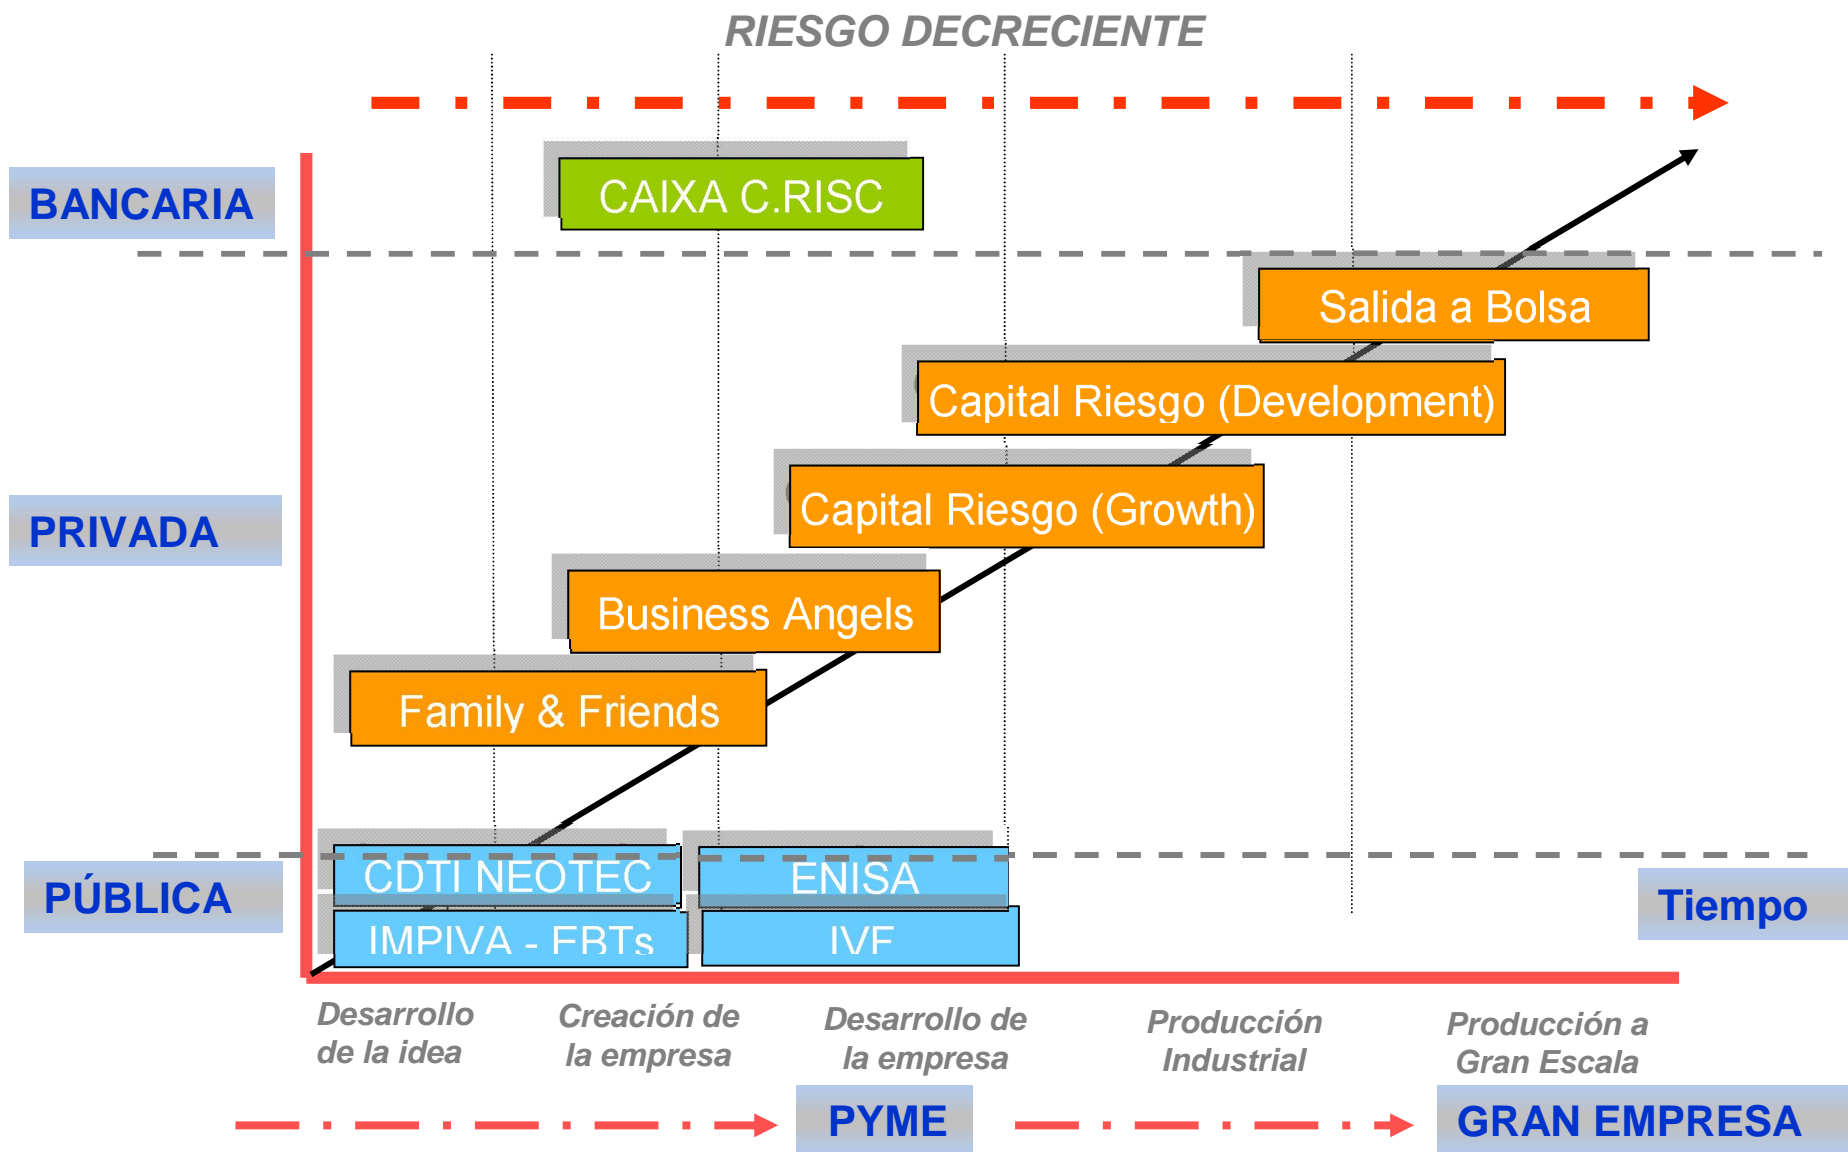 RIESGO DECRECIENTE
BANCARIA
CAIXA C.RISC
Salida a Bolsa
Capital Riesgo (Development)
PRIVADA
Capital Riesgo (Growth)
Business Angels
Family & Friends
PÚBLICA
CDTI NEOTEC
ENISA
Tiempo
IMPIVA - EBTs
IVF
Desarrollo
de la idea
Creación de
la empresa
Desarrollo de
la empresa
Producción
Industrial
Producción a
Gran Escala
PYME
GRAN EMPRESA